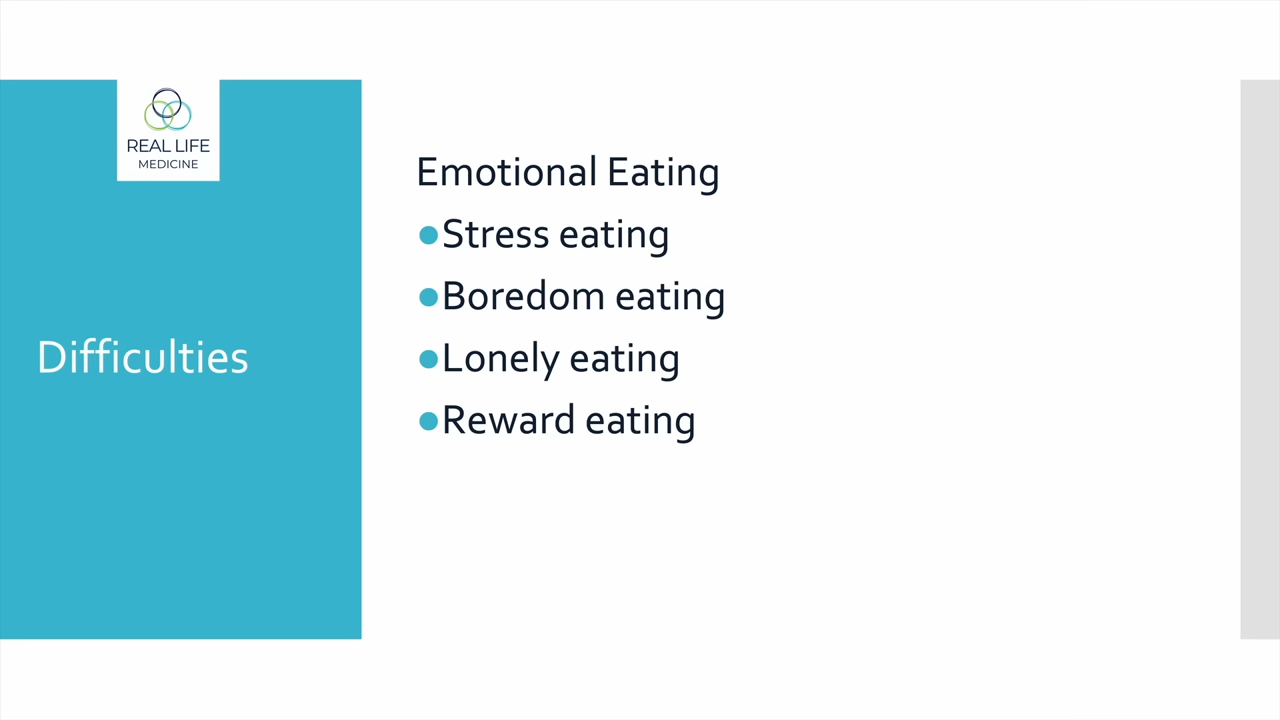 REAL LIFE
MEDICINE
Difficulties
Emotional Eating
●Stress eating
●Boredom eating
●Lonely eating
●Reward eating